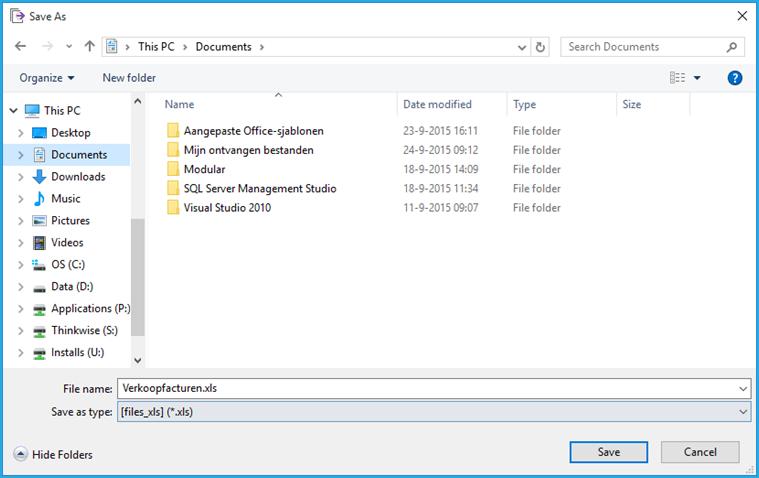 Save As
This PC > Documents >
Search Documents
Organize
New folder
?
Name
Date modified
Type
Size
This PC
Desktop
Documents
Downloads
Music
Pictures
Videos
OS (C:)
Data (D:)
Applications (P:)
Thinkwise (S:)
Installs (U:)
Aangepaste Office-sjablonen 23-9-2015 16:11 File folder
Mijn ontvangen bestanden 24-9-2015 09:12 File folder
Modular 18-9-2015 14:09 File folder
SQL Server Management Studio 18-9-2015 11:34 File folder
Visual Studio 2010 11-9-2015 09:07 File folder
File name: Verkoopfacturen.xls
Save as type: [files_xls] (*.xls)
Hide Folders
Save
Cancel